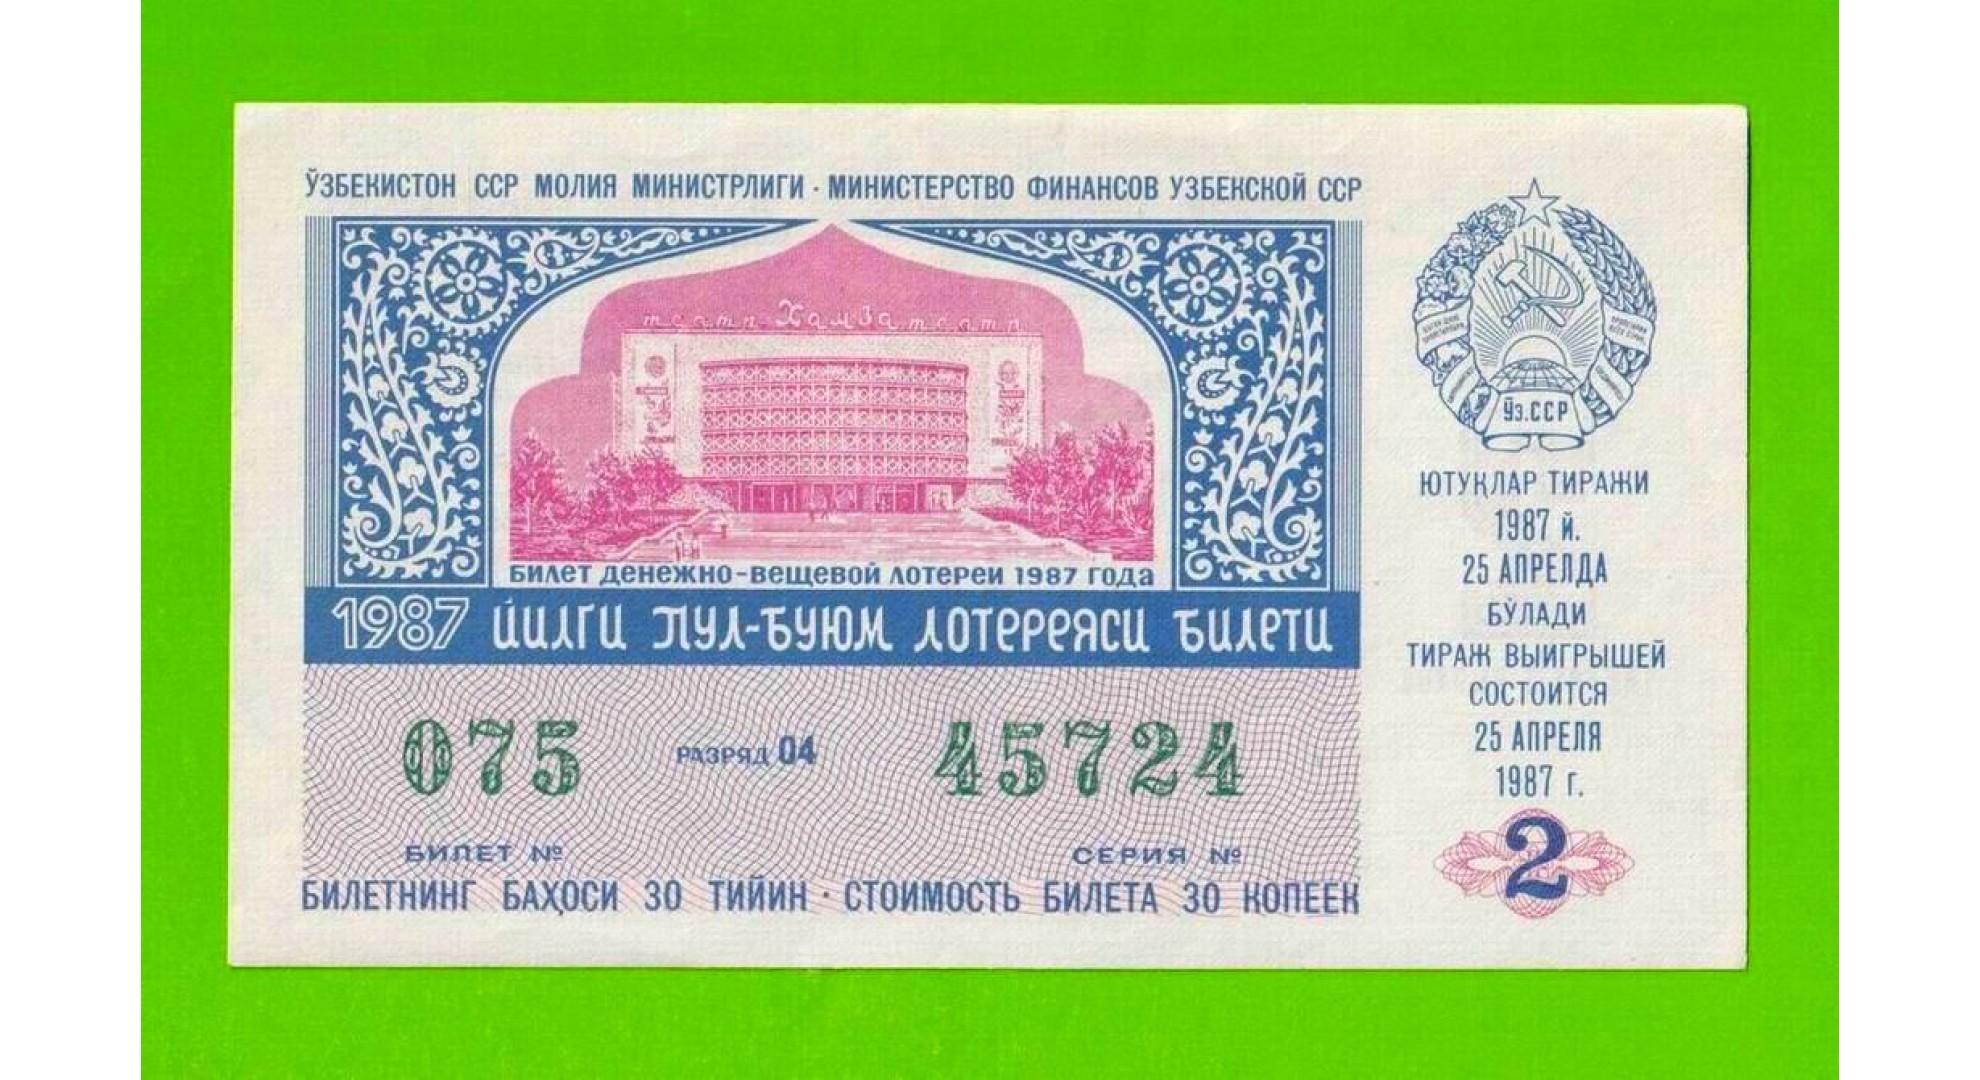 ЎЗБЕКИСТОН ССР МОЛИЯ МИНИСТРЛИГИ · МИНИСТЕРСТВО ФИНАНСОВ УЗБЕКСКОЙ ССР
театр Хамза театр
БИЛЕТ ДЕНЕЖНО-ВЕЩЕВОЙ ЛОТЕРЕИ 1987 ГОДА
1987 ЙИЛГИ ПУЛ-БУЮМ ЛОТЕРЕЯСИ БИЛЕТИ
075 РАЗРЯД 04 45724
БИЛЕТ № СЕРИЯ №
БИЛЕТНИНГ БАҲОСИ 30 ТИЙИН · СТОИМОСТЬ БИЛЕТА 30 КОПЕЕК
Ўз.ССР
ЮТУҚЛАР ТИРАЖИ
1987 й.
25 АПРЕЛДА
БЎЛАДИ
ТИРАЖ ВЫИГРЫШЕЙ
СОСТОИТСЯ
25 АПРЕЛЯ
1987 г.
2